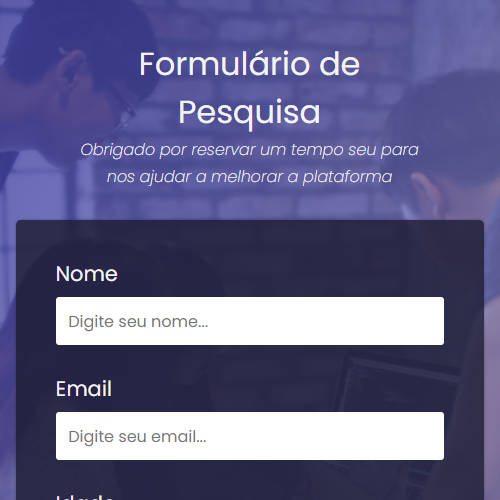 Formulário de
Pesquisa
Obrigado por reservar um tempo seu para
nos ajudar a melhorar a plataforma
Nome
Digite seu nome...
Email
Digite seu email...